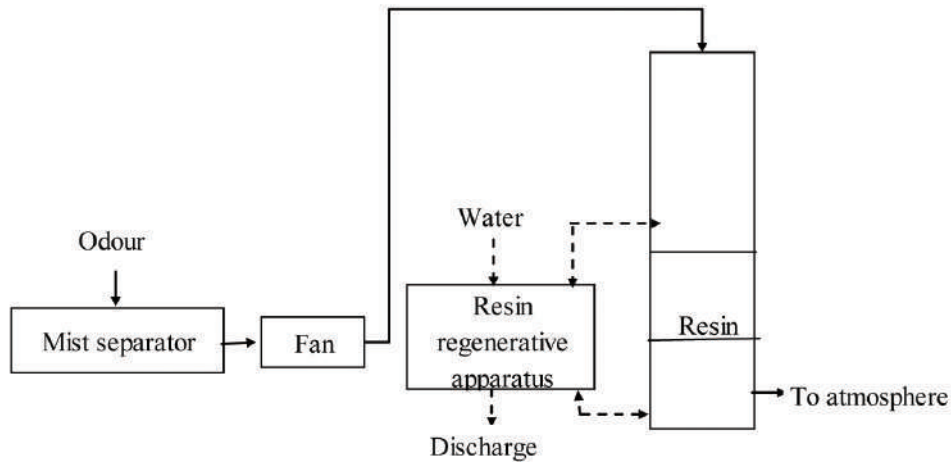 Odour
Mist separator
Fan
Water
Resin
regenerative
apparatus
Discharge
Resin
To atmosphere